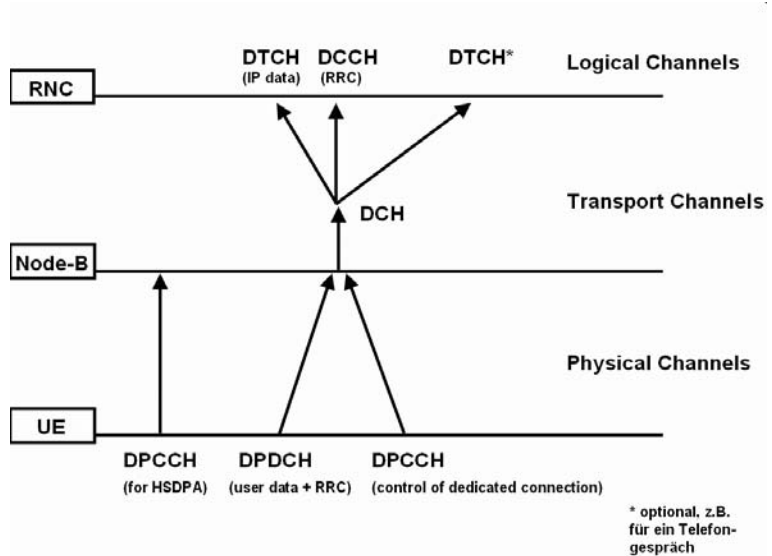 DTCH DCCH DTCH* Logical Channels
(IP data) (RRC)
RNC
DCH Transport Channels
Node-B
Physical Channels
UE
DPCCH DPDCH DPCCH
(for HSDPA) (user data + RRC) (control of dedicated connection)
* optional, z.B.
für ein Telefon-
gespräch